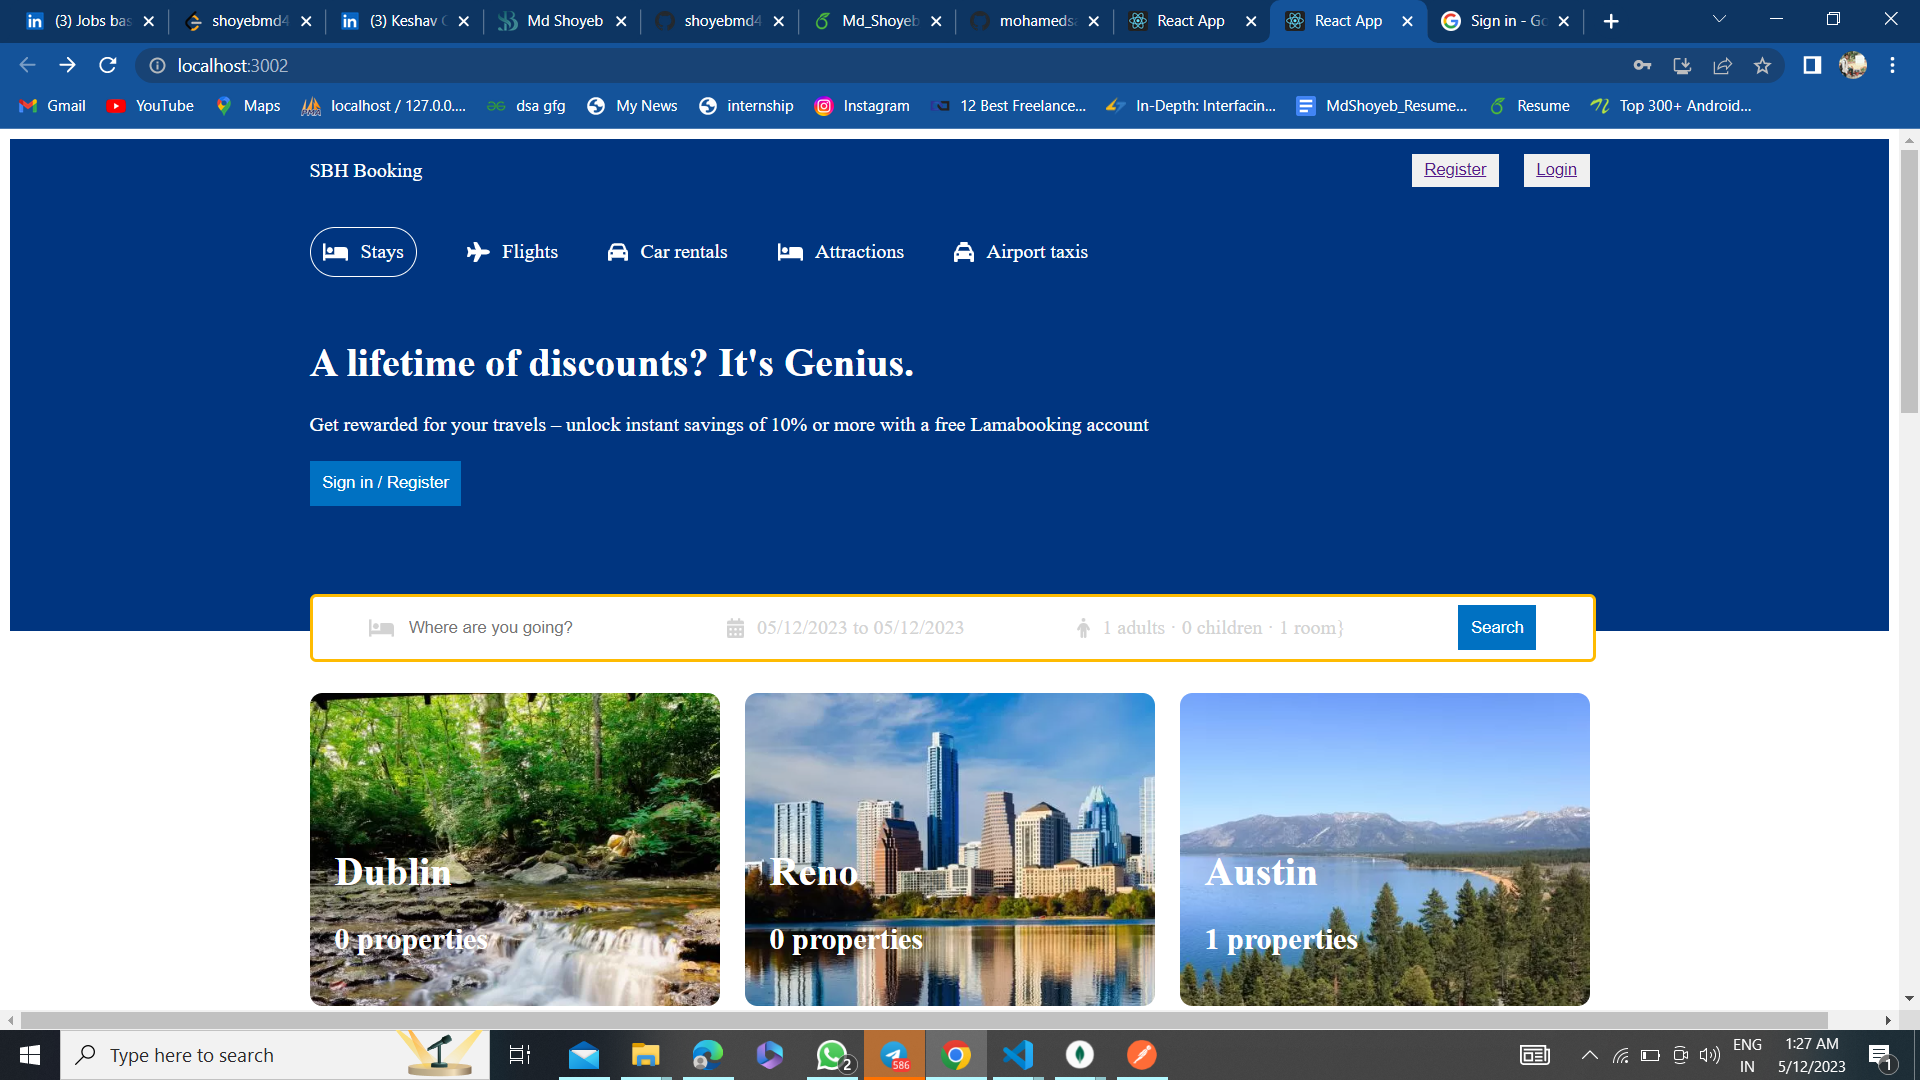 (3) Jobs bas
shoyebmd4
(3) Keshav G
Md Shoyeb
shoyebmd4
Md_Shoyeb
mohamedsa
React App
React App
Sign in - Go
localhost:3002
Gmail
YouTube
Maps
localhost / 127.0.0....
dsa gfg
My News
internship
Instagram
12 Best Freelance...
In-Depth: Interfacin...
MdShoyeb_Resume...
Resume
Top 300+ Android...
SBH Booking
Register
Login
Stays
Flights
Car rentals
Attractions
Airport taxis
A lifetime of discounts? It's Genius.
Get rewarded for your travels – unlock instant savings of 10% or more with a free Lamabooking account
Sign in / Register
Where are you going?
05/12/2023 to 05/12/2023
1 adults · 0 children · 1 room}
Search
Dublin
0 properties
Reno
0 properties
Austin
1 properties
Type here to search
2
586
ENG
IN
1:27 AM
5/12/2023
1